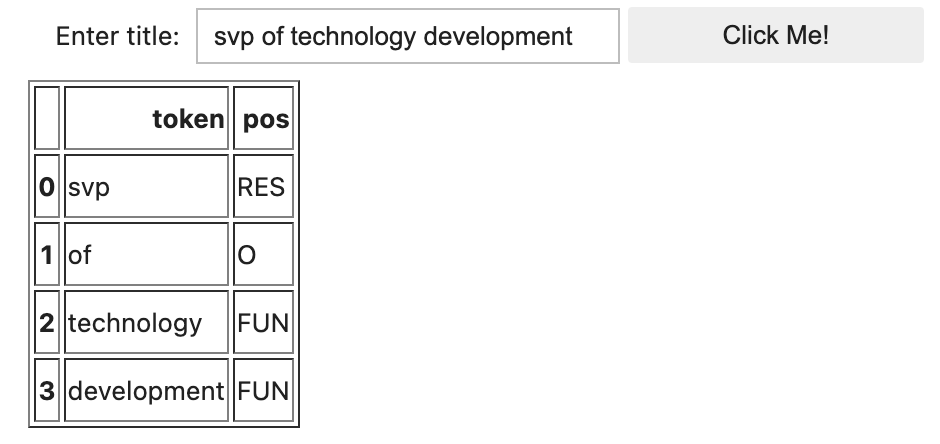 Enter title: svp of technology development Click Me!
token pos
0 svp RES
1 of O
2 technology FUN
3 development FUN